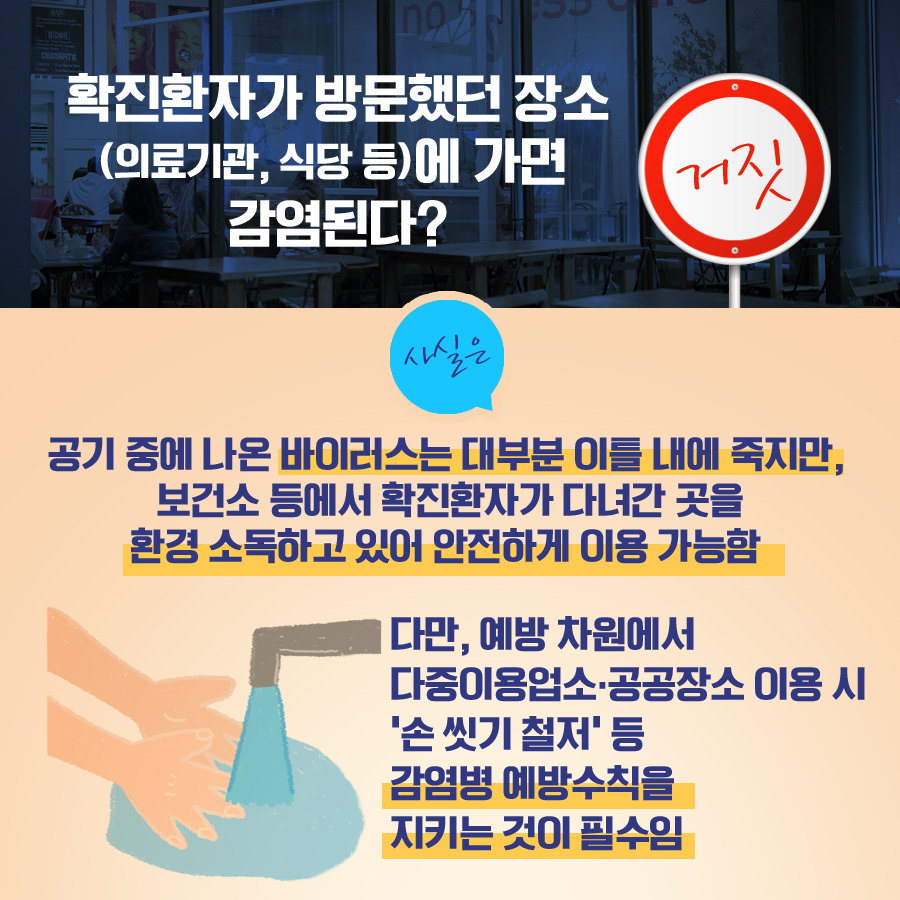 확진환자가 방문했던 장소
(의료기관, 식당 등)에 가면
감염된다?
거짓
사실은
공기 중에 나온 바이러스는 대부분 이틀 내에 죽지만,
보건소 등에서 확진환자가 다녀간 곳을
환경 소독하고 있어 안전하게 이용 가능함
다만, 예방 차원에서
다중이용업소·공공장소 이용 시
'손 씻기 철저' 등
감염병 예방수칙을
지키는 것이 필수임